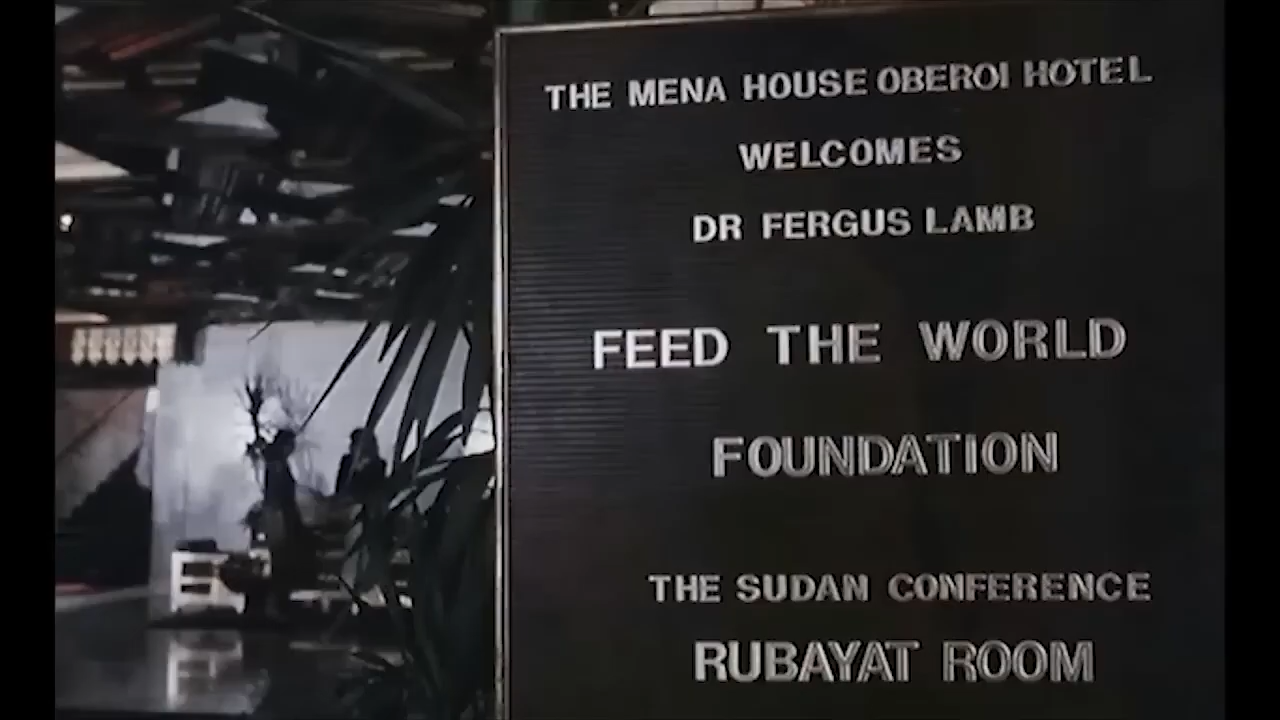 THE MENA HOUSE OBEROI HOTEL
WELCOMES
DR FERGUS LAMB
FEED THE WORLD
FOUNDATION
THE SUDAN CONFERENCE
RUBAYAT ROOM